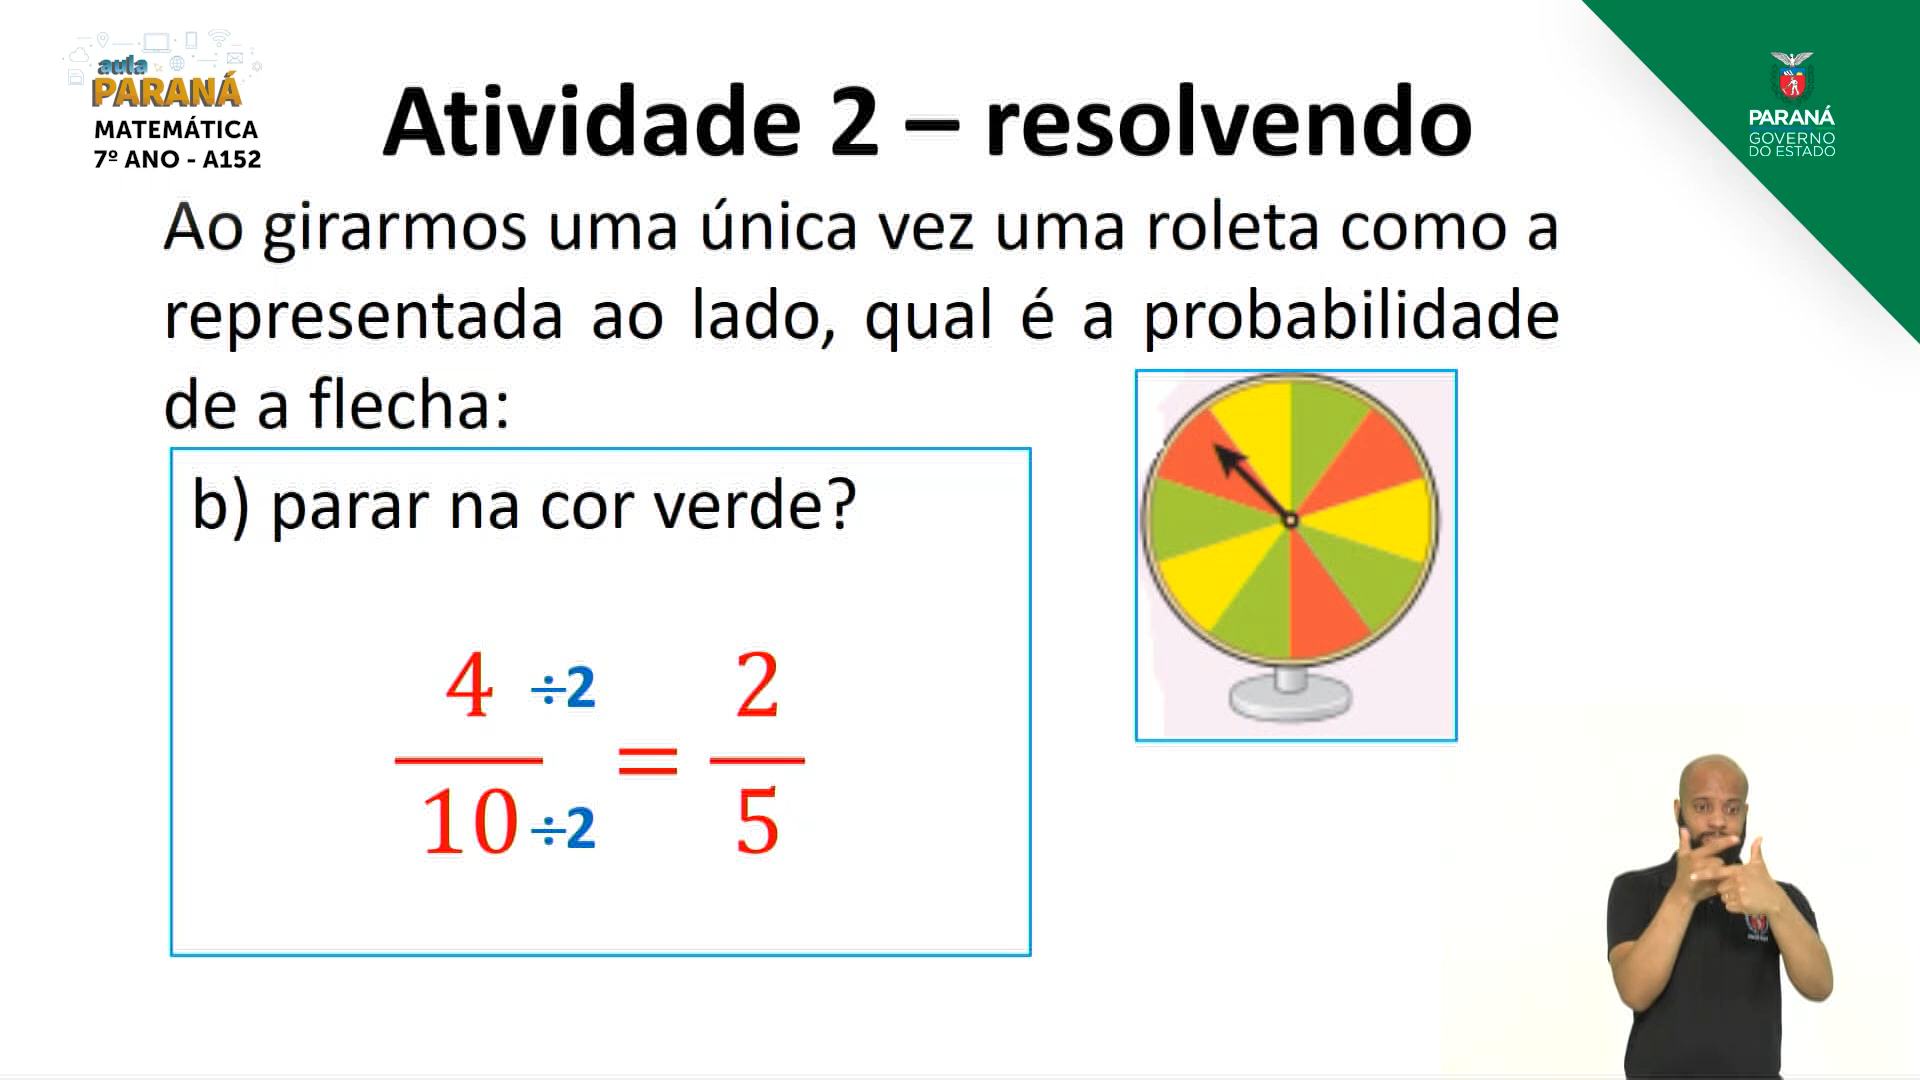 aula
PARANÁ
MATEMÁTICA
7º ANO - A152
Atividade 2 – resolvendo
PARANÁ
GOVERNO
DO ESTADO
Ao girarmos uma única vez uma roleta como a
representada ao lado, qual é a probabilidade
de a flecha:
b) parar na cor verde?
4 ÷2 = 2
10 ÷2 5